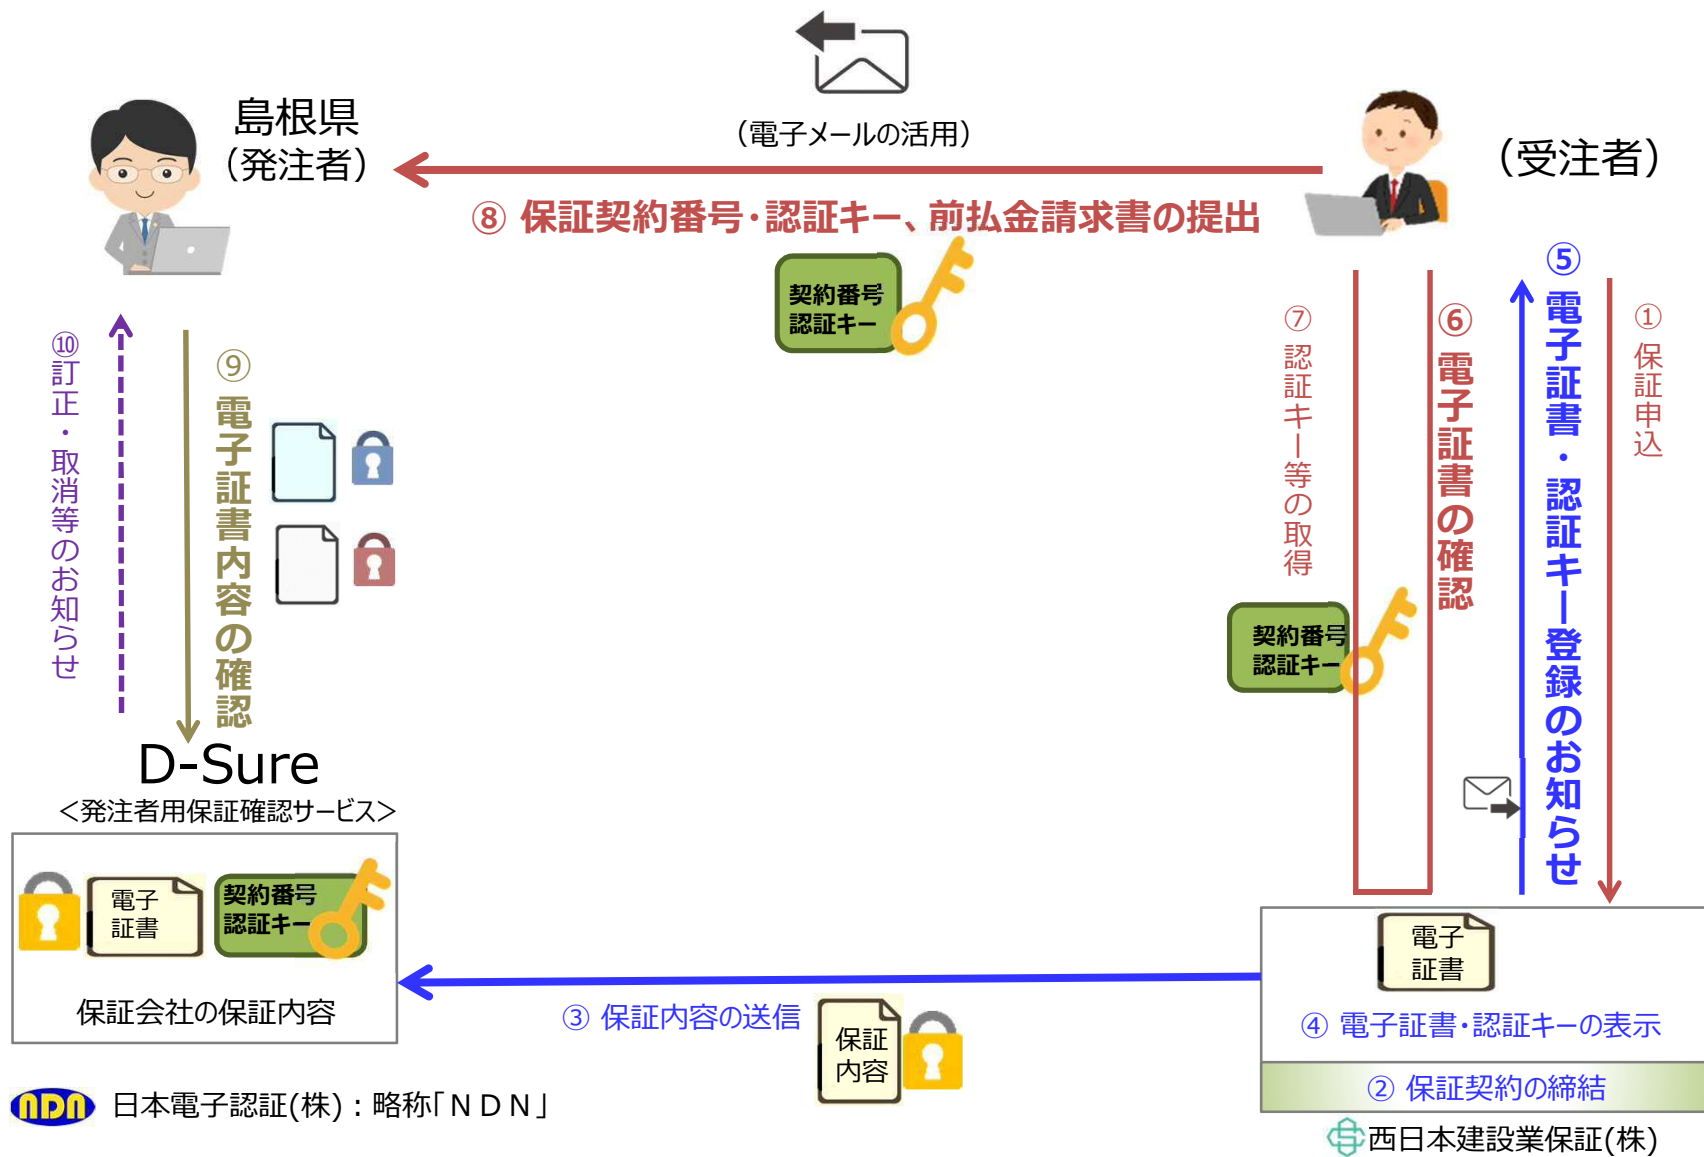 島根県
（発注者）
（電子メールの活用）
（受注者）
⑧ 保証契約番号・認証キー、前払金請求書の提出
契約番号
認証キー
⑩訂正・取消等のお知らせ
⑨ 電子証書内容の確認
⑦ 認証キー等の取得
⑥ 電子証書の確認
⑤ 電子証書・認証キー登録のお知らせ
① 保証申込
契約番号
認証キー
D-Sure
＜発注者用保証確認サービス＞
電子
証書
契約番号
認証キー
保証会社の保証内容
③ 保証内容の送信
保証
内容
電子
証書
④ 電子証書・認証キーの表示
② 保証契約の締結
NDN 日本電子認証(株)：略称「ＮＤＮ」
西日本建設業保証(株)